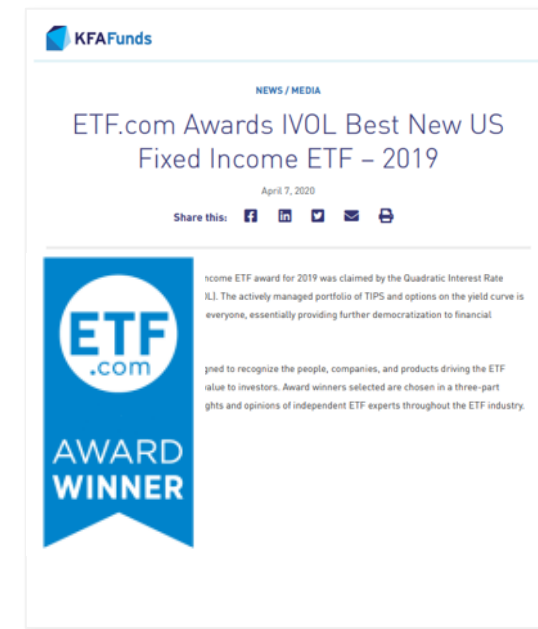 KFAFunds
NEWS / MEDIA
ETF.com Awards IVOL Best New US
Fixed Income ETF – 2019
April 7, 2020
Share this:
ETF
.com
AWARD
WINNER
ncome ETF award for 2019 was claimed by the Quadratic Interest Rate
)L). The actively managed portfolio of TIPS and options on the yield curve is
everyone, essentially providing further democratization to financial
gned to recognize the people, companies, and products driving the ETF
value to investors. Award winners selected are chosen in a three-part
ghts and opinions of independent ETF experts throughout the ETF industry.